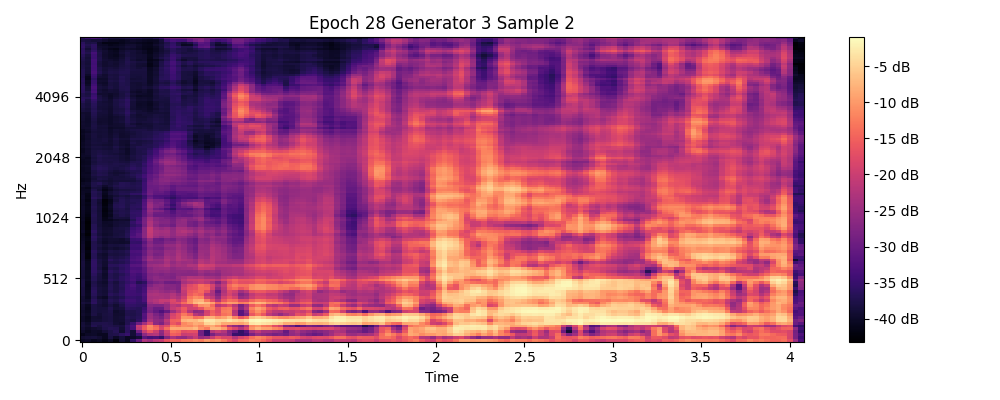 Epoch 28 Generator 3 Sample 2
Hz
4096
2048
1024
512
0
0 0.5 1 1.5 2 2.5 3 3.5 4
Time
-5 dB
-10 dB
-15 dB
-20 dB
-25 dB
-30 dB
-35 dB
-40 dB